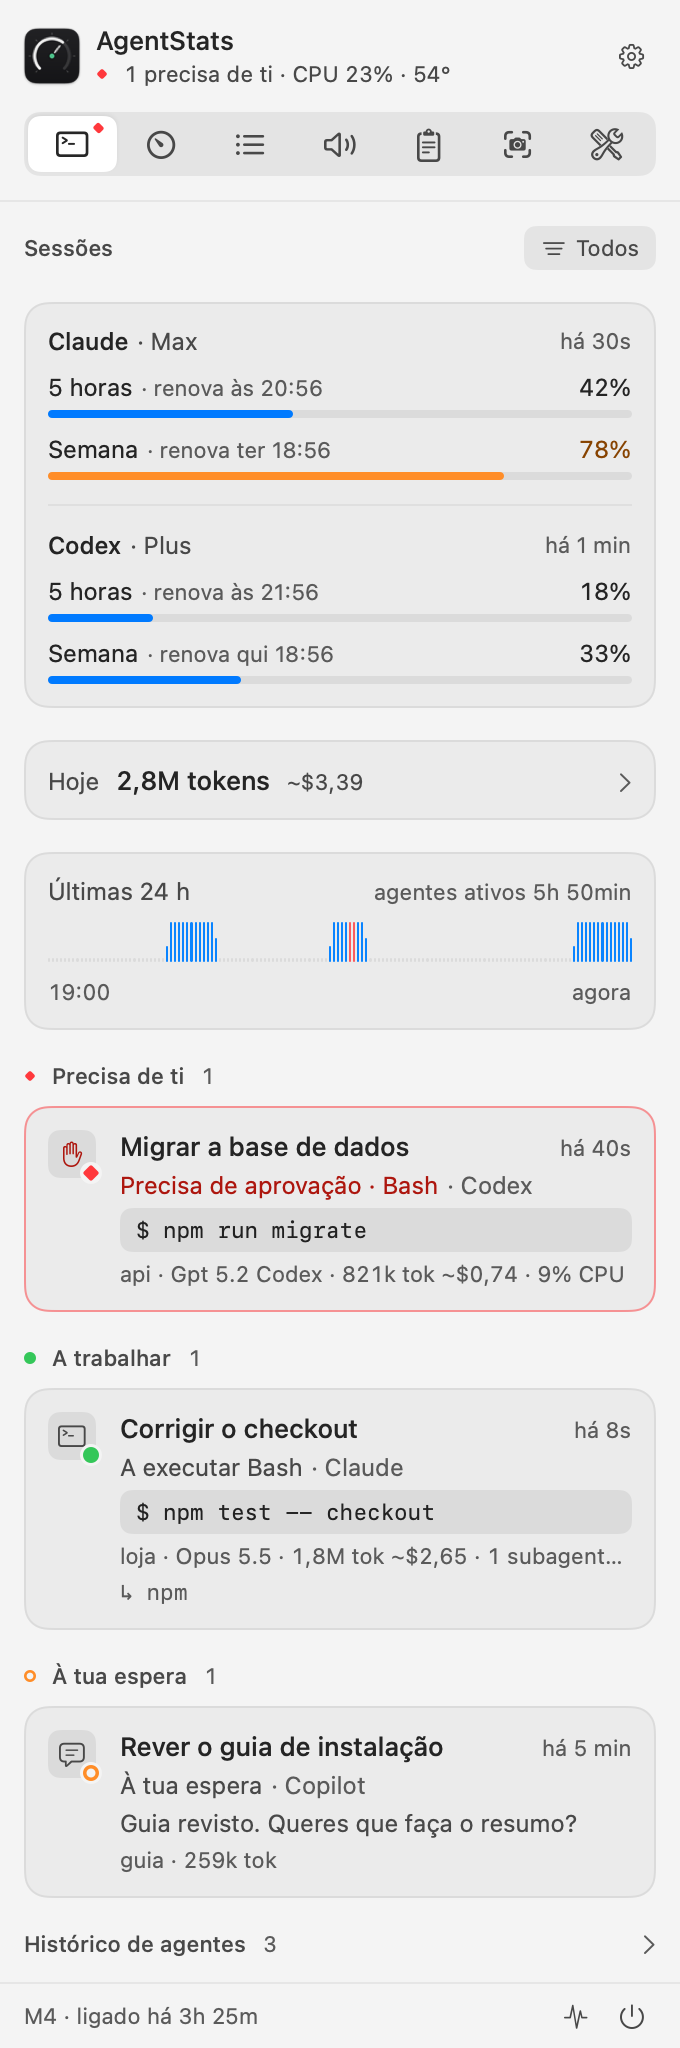 AgentStats
1 precisa de ti · CPU 23% · 54°
Sessões
Todos
Claude · Max há 30s
5 horas · renova às 20:56 42%
Semana · renova ter 18:56 78%
Codex · Plus há 1 min
5 horas · renova às 21:56 18%
Semana · renova qui 18:56 33%
Hoje 2,8M tokens ~$3,39
Últimas 24 h agentes ativos 5h 50min
19:00 agora
Precisa de ti 1
Migrar a base de dados há 40s
Precisa de aprovação · Bash · Codex
$ npm run migrate
api · Gpt 5.2 Codex · 821k tok ~$0,74 · 9% CPU
A trabalhar 1
Corrigir o checkout há 8s
A executar Bash · Claude
$ npm test -- checkout
loja · Opus 5.5 · 1,8M tok ~$2,65 · 1 subagent...
↳ npm
À tua espera 1
Rever o guia de instalação há 5 min
À tua espera · Copilot
Guia revisto. Queres que faça o resumo?
guia · 259k tok
Histórico de agentes 3
M4 · ligado há 3h 25m